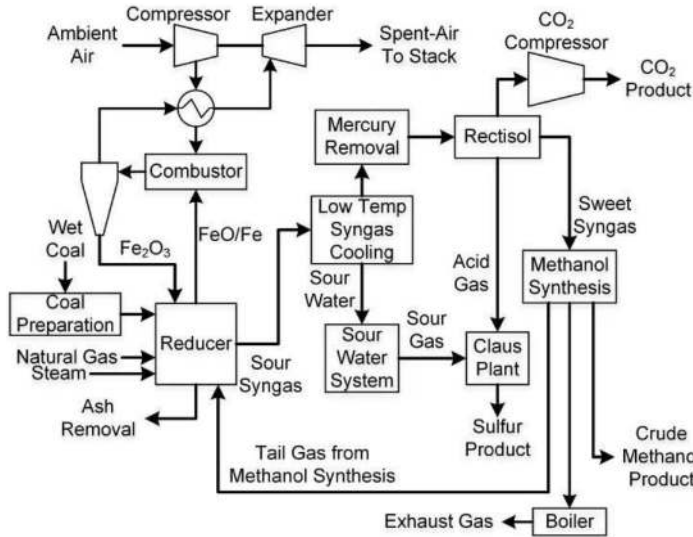 Compressor
Expander
Ambient
Air
Spent-Air
To Stack
CO2
Compressor
CO2
Product
Mercury
Removal
Rectisol
Combustor
Low Temp
Syngas
Cooling
Sweet
Syngas
Wet
Coal
Fe2O3
FeO/Fe
Sour
Water
Acid
Gas
Methanol
Synthesis
Coal
Preparation
Reducer
Sour
Gas
Natural Gas
Steam
Sour
Syngas
Sour
Water
System
Claus
Plant
Ash
Removal
Sulfur
Product
Tail Gas from
Methanol Synthesis
Crude
Methanol
Product
Exhaust Gas
Boiler